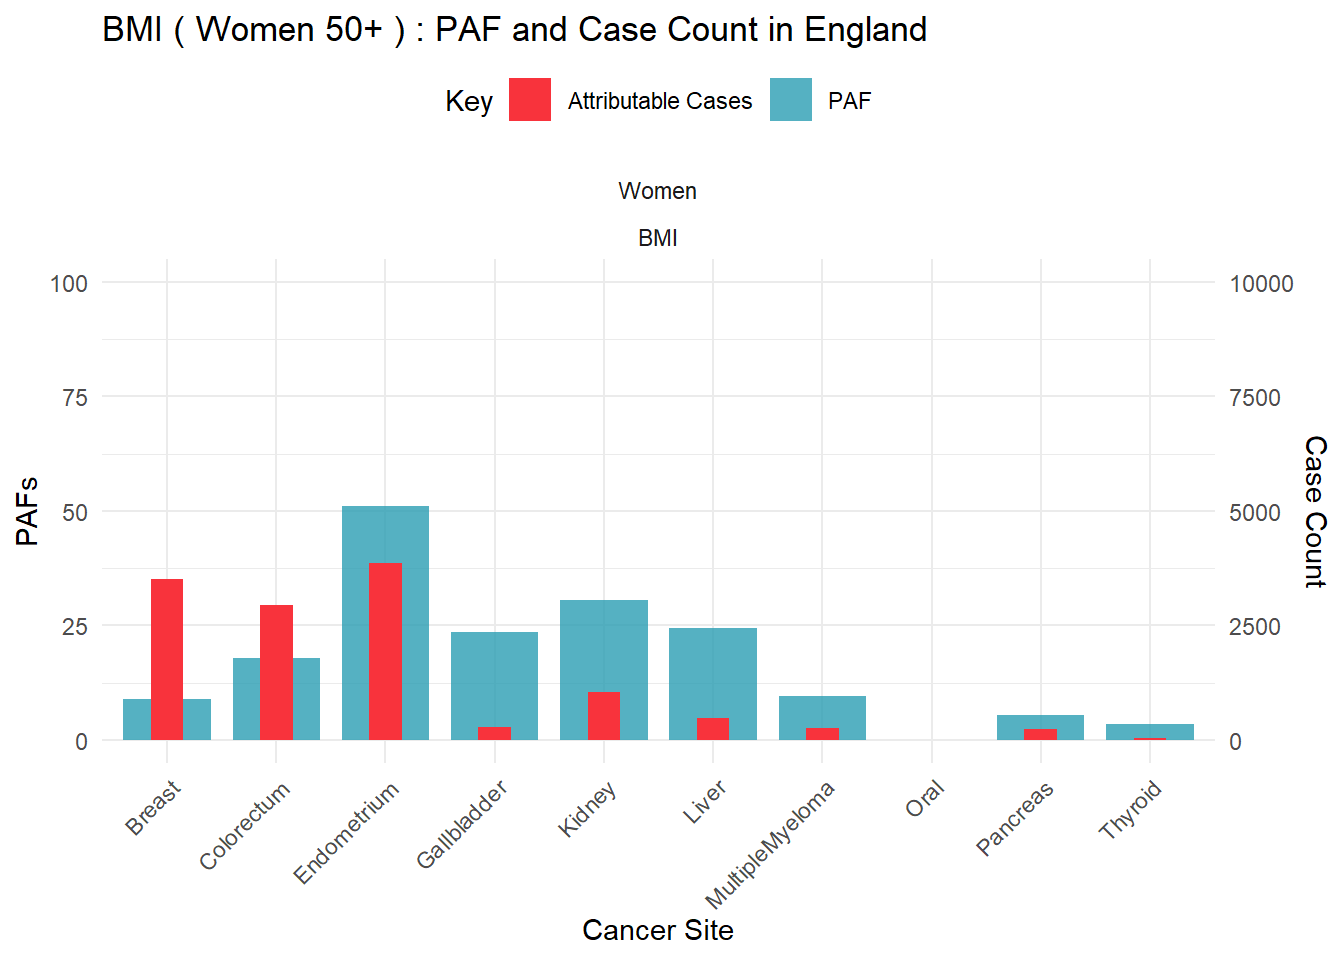 BMI ( Women 50+ ) : PAF and Case Count in England
Key Attributable Cases PAF
Women
BMI
100
75
50
25
0
PAFs
10000
7500
5000
2500
0
Case Count
Breast
Colorectum
Endometrium
Gallbladder
Kidney
Liver
MultipleMyeloma
Oral
Pancreas
Thyroid
Cancer Site